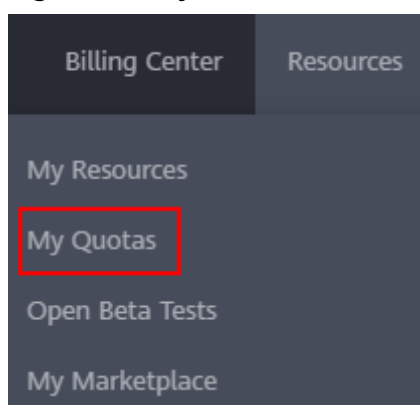 Billing Center Resources
My Resources
My Quotas
Open Beta Tests
My Marketplace